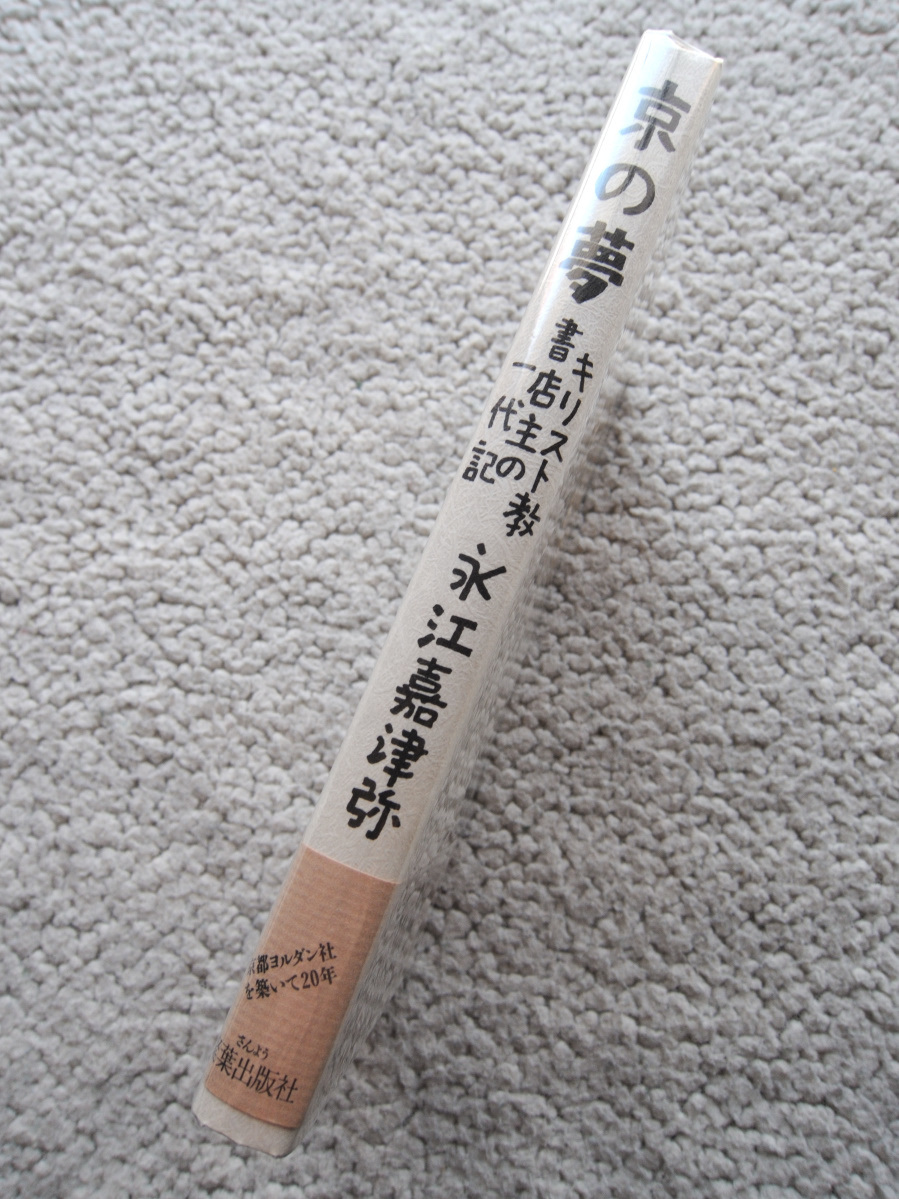 京の夢
キリスト教
書店主の
一代記
永江嘉津弥
京都ヨルダン社
を築いて20年
さんよう
葉出版社